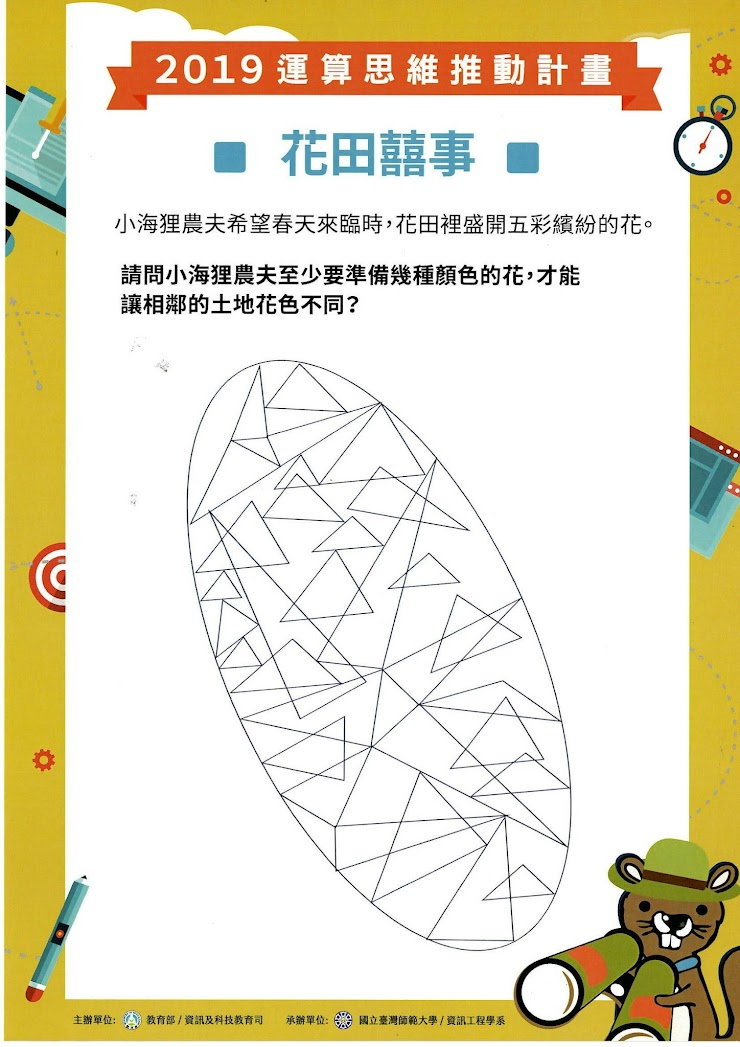 2019運算思維推動計畫
花田囍事
小海狸農夫希望春天來臨時，花田裡盛開五彩繽紛的花。
請問小海狸農夫至少要準備幾種顏色的花，才能
讓相鄰的土地花色不同？
主辦單位： 教育部 / 資訊及科技教育司 承辦單位： 國立臺灣師範大學 / 資訊工程學系